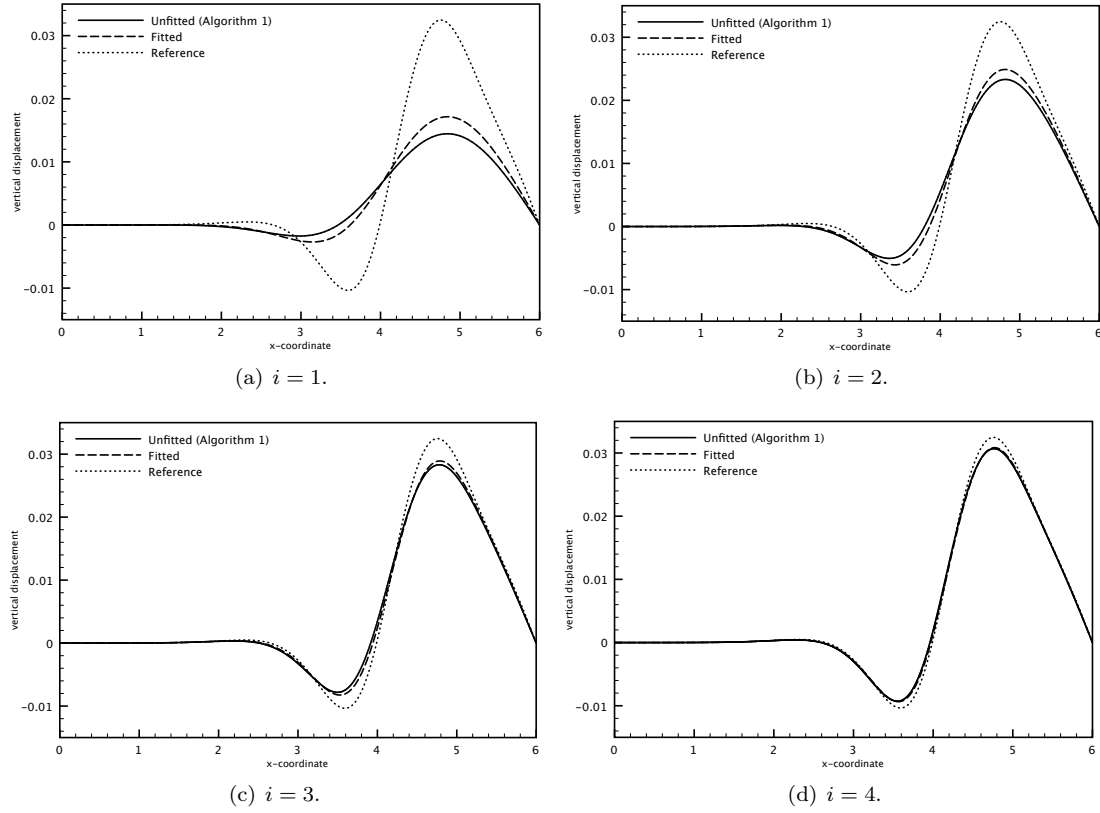 Unfitted (Algorithm 1)
Fitted
Reference
vertical displacement
0.03
0.02
0.01
0
−0.01
0 1 2 3 4 5 6
x-coordinate
(a) i = 1.
Unfitted (Algorithm 1)
Fitted
Reference
vertical displacement
0.03
0.02
0.01
0
−0.01
0 1 2 3 4 5 6
x-coordinate
(b) i = 2.
Unfitted (Algorithm 1)
Fitted
Reference
vertical displacement
0.03
0.02
0.01
0
−0.01
0 1 2 3 4 5 6
x-coordinate
(c) i = 3.
Unfitted (Algorithm 1)
Fitted
Reference
vertical displacement
0.03
0.02
0.01
0
−0.01
0 1 2 3 4 5 6
x-coordinate
(d) i = 4.